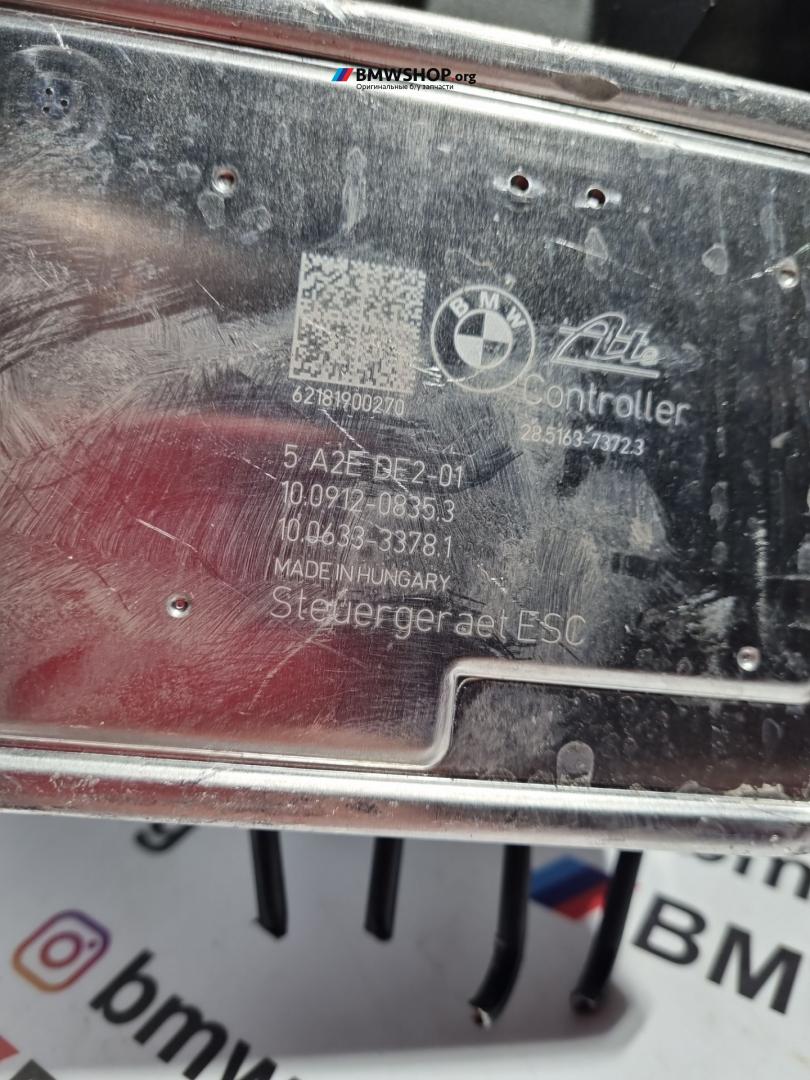 BMWSHOP.org
Оригинальные б/у запчасти
BMW
Ate
Controller
28.5163-7372.3
62181900270
5 A2E DE2-01
10.0912-0835.3
10.0633-3378.1
MADE IN HUNGARY
Steuergeraet ESC
BM
bmw